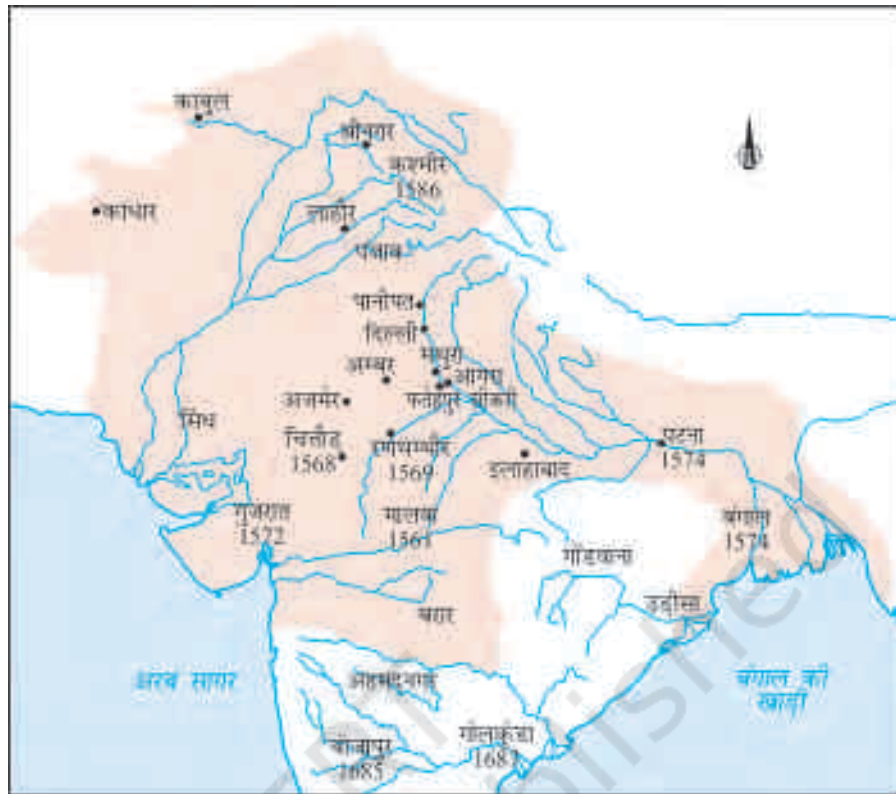 काबुल
श्रीनगर
कश्मीर
1586
कांधार
लाहौर
पंजाब
पानीपत
दिल्ली
मथुरा
अम्बर
आगरा
फतेहपुर सीकरी
अजमेर
सिंध
चित्तौड़
1568
रणथम्भौर
1569
इलाहाबाद
पटना
1574
गुजरात
1572
मालवा
1561
बंगाल
1574
गोंडवाना
उड़ीसा
बरार
अरब सागर
अहमदनगर
बंगाल की
खाड़ी
बीजापुर
1685
गोलकुंडा
1687